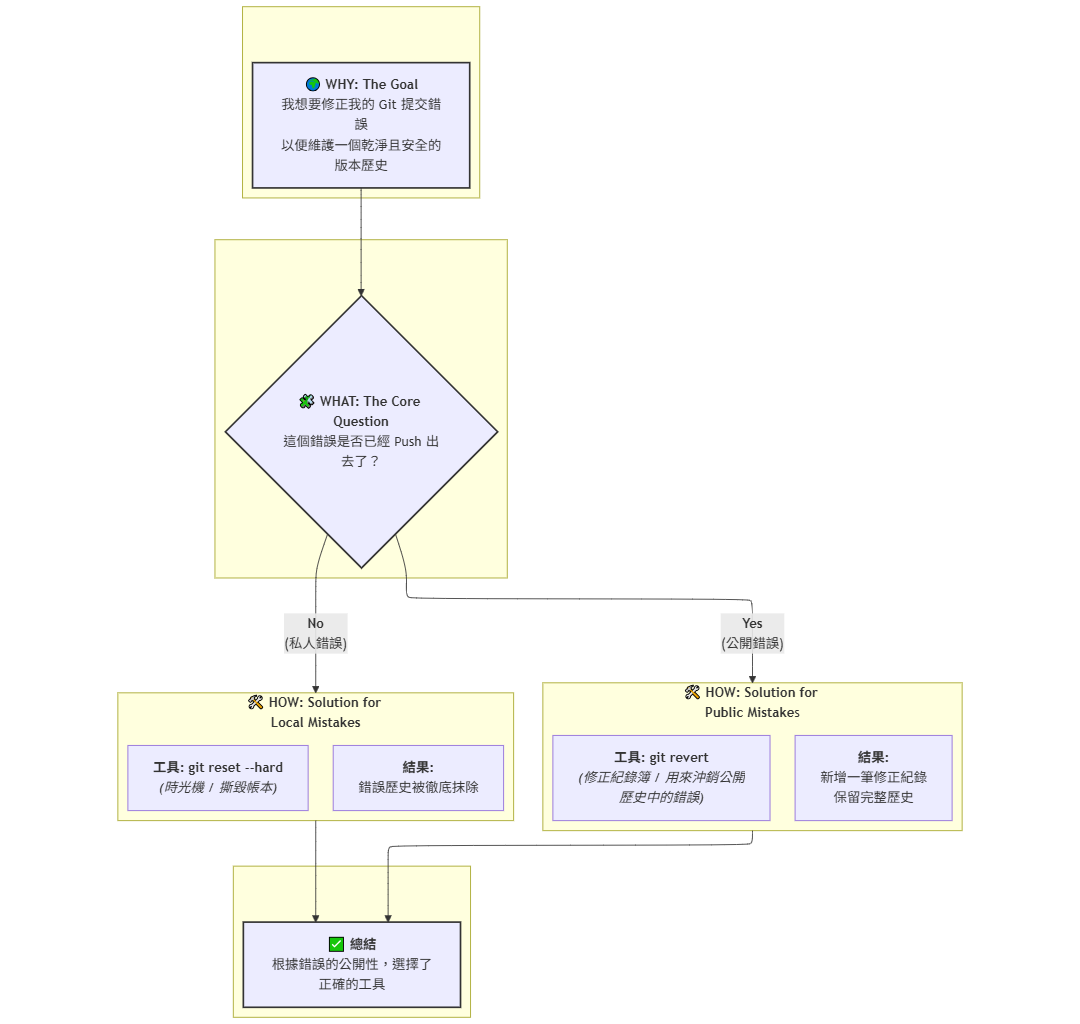 🌍 WHY: The Goal
我想要修正我的 Git 提交錯
誤
以便維護一個乾淨且安全的
版本歷史
🧩 WHAT: The Core
Question
這個錯誤是否已經 Push 出
去了？
No
(私人錯誤)
Yes
(公開錯誤)
🛠️ HOW: Solution for
Local Mistakes
工具: git reset --hard
(時光機 / 撕毀帳本)
結果:
錯誤歷史被徹底抹除
🛠️ HOW: Solution for
Public Mistakes
工具: git revert
(修正紀錄簿 / 用來沖銷公開
歷史中的錯誤)
結果:
新增一筆修正紀錄
保留完整歷史
✅ 總結
根據錯誤的公開性，選擇了
正確的工具